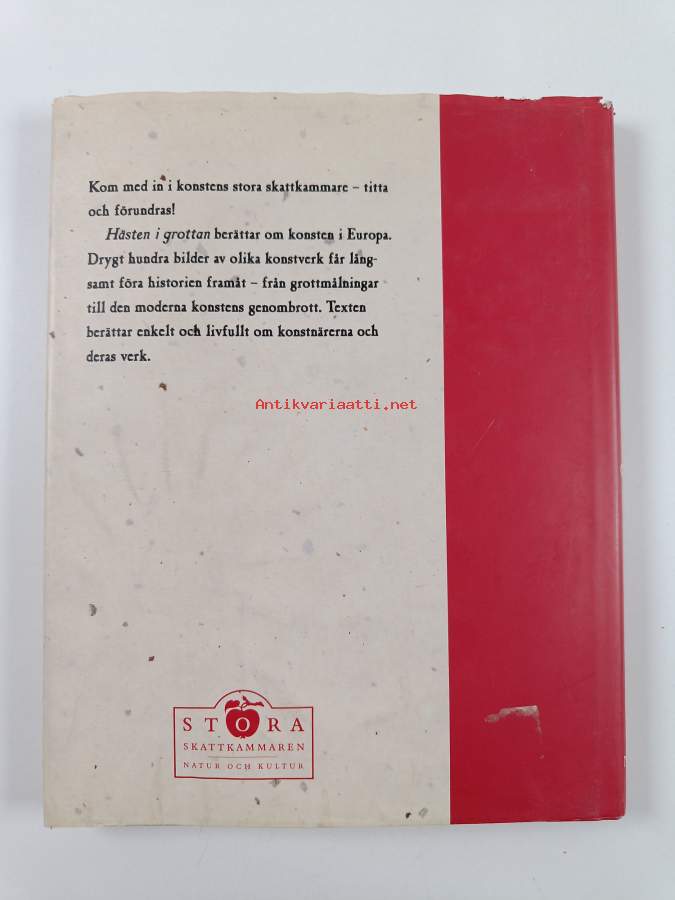 Kom med in i konstens stora skattkammare – titta
och förundras!
Hästen i grottan berättar om konsten i Europa.
Drygt hundra bilder av olika konstverk får lång-
samt föra historien framåt – från grottmålningar
till den moderna konstens genombrott. Texten
berättar enkelt och livfullt om konstnärerna och
deras verk.
Antikvariaatti.net
STORA
SKATTKAMMAREN
NATUR OCH KULTUR